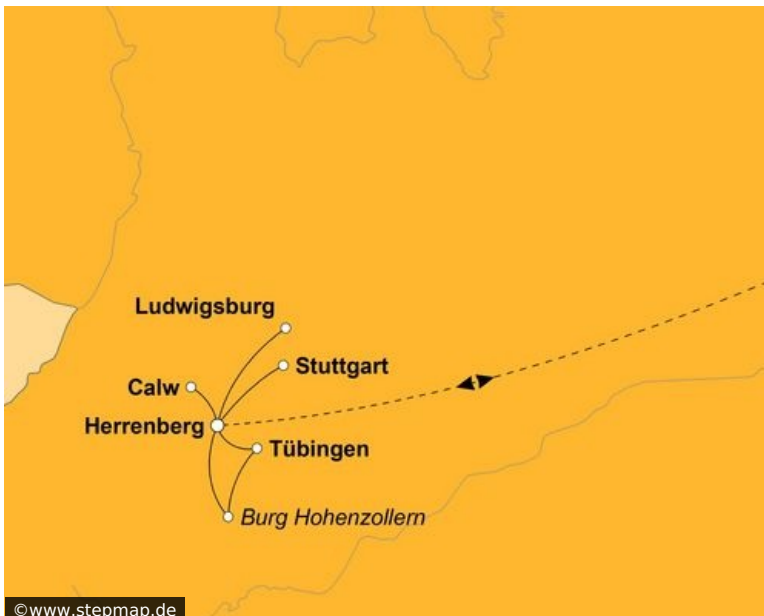 Ludwigsburg
Stuttgart
Calw
Herrenberg
Tübingen
Burg Hohenzollern
©www.stepmap.de